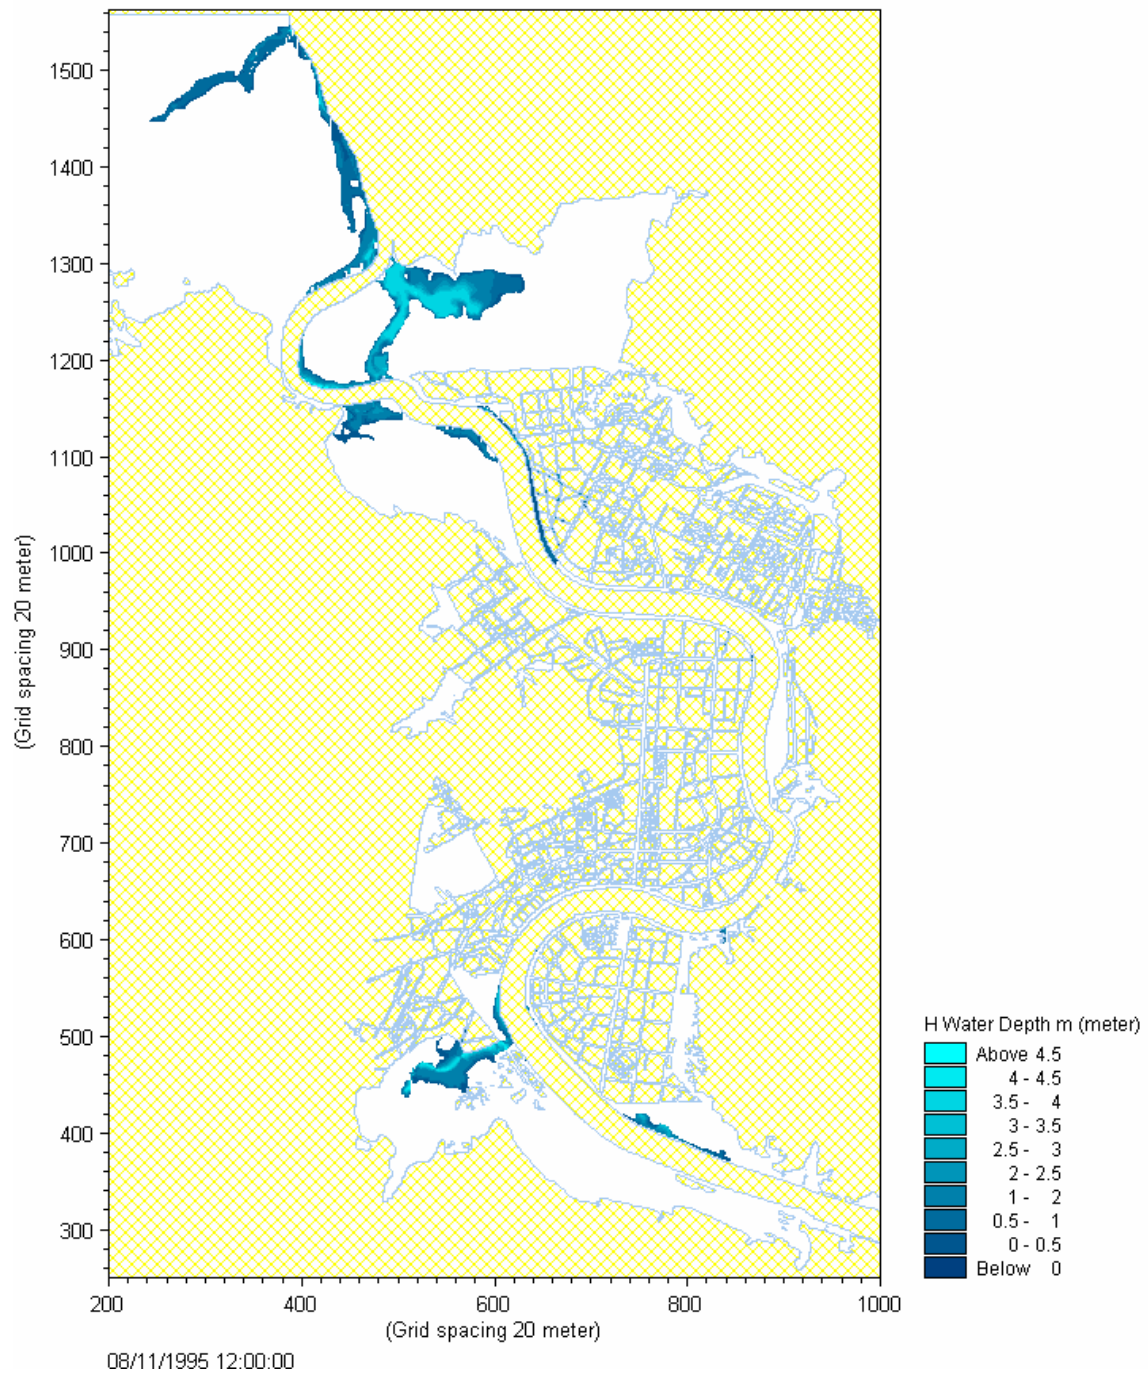 1500
1400
1300
1200
1100
1000
900
800
700
600
500
400
300
(Grid spacing 20 meter)
200 400 600 800 1000
(Grid spacing 20 meter)
08/11/1995 12:00:00
H Water Depth m (meter)
Above 4.5
4 - 4.5
3.5 - 4
3 - 3.5
2.5 - 3
2 - 2.5
1 - 2
0.5 - 1
0 - 0.5
Below 0